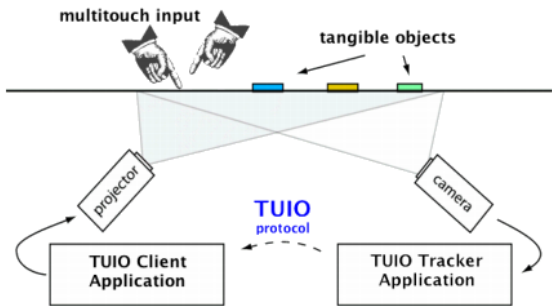 multitouch input
tangible objects
projector
camera
TUIO
protocol
TUIO Client
Application
TUIO Tracker
Application